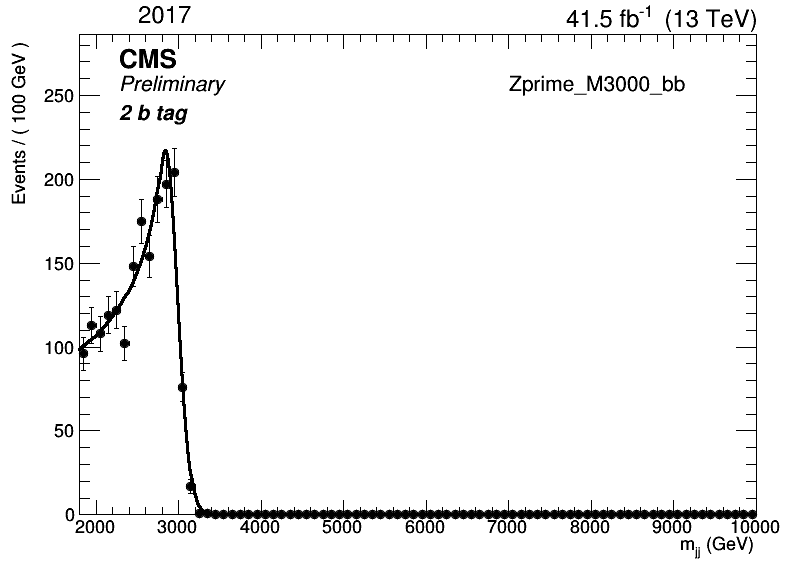 2017 41.5 fb-1 (13 TeV)
CMS
Preliminary
Zprime_M3000_bb
2 b tag
Events / ( 100 GeV )
250
200
150
100
50
0
2000 3000 4000 5000 6000 7000 8000 9000 10000
mjj (GeV)